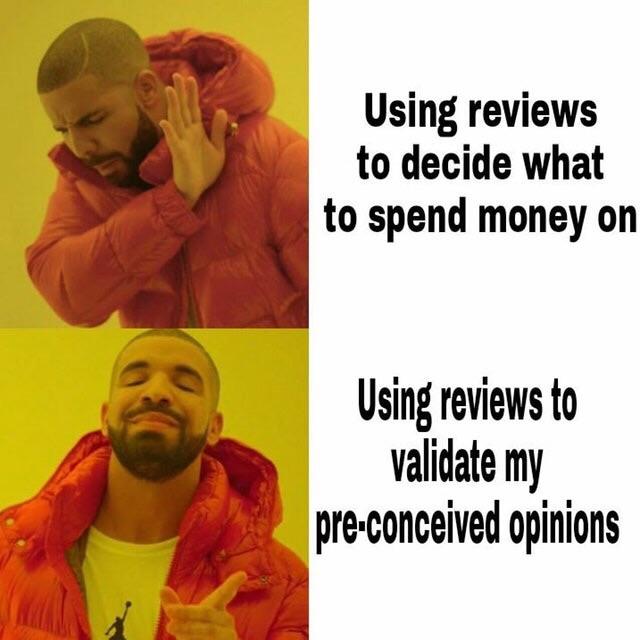 Using reviews
to decide what
to spend money on
Using reviews to
validate my
pre-conceived opinions